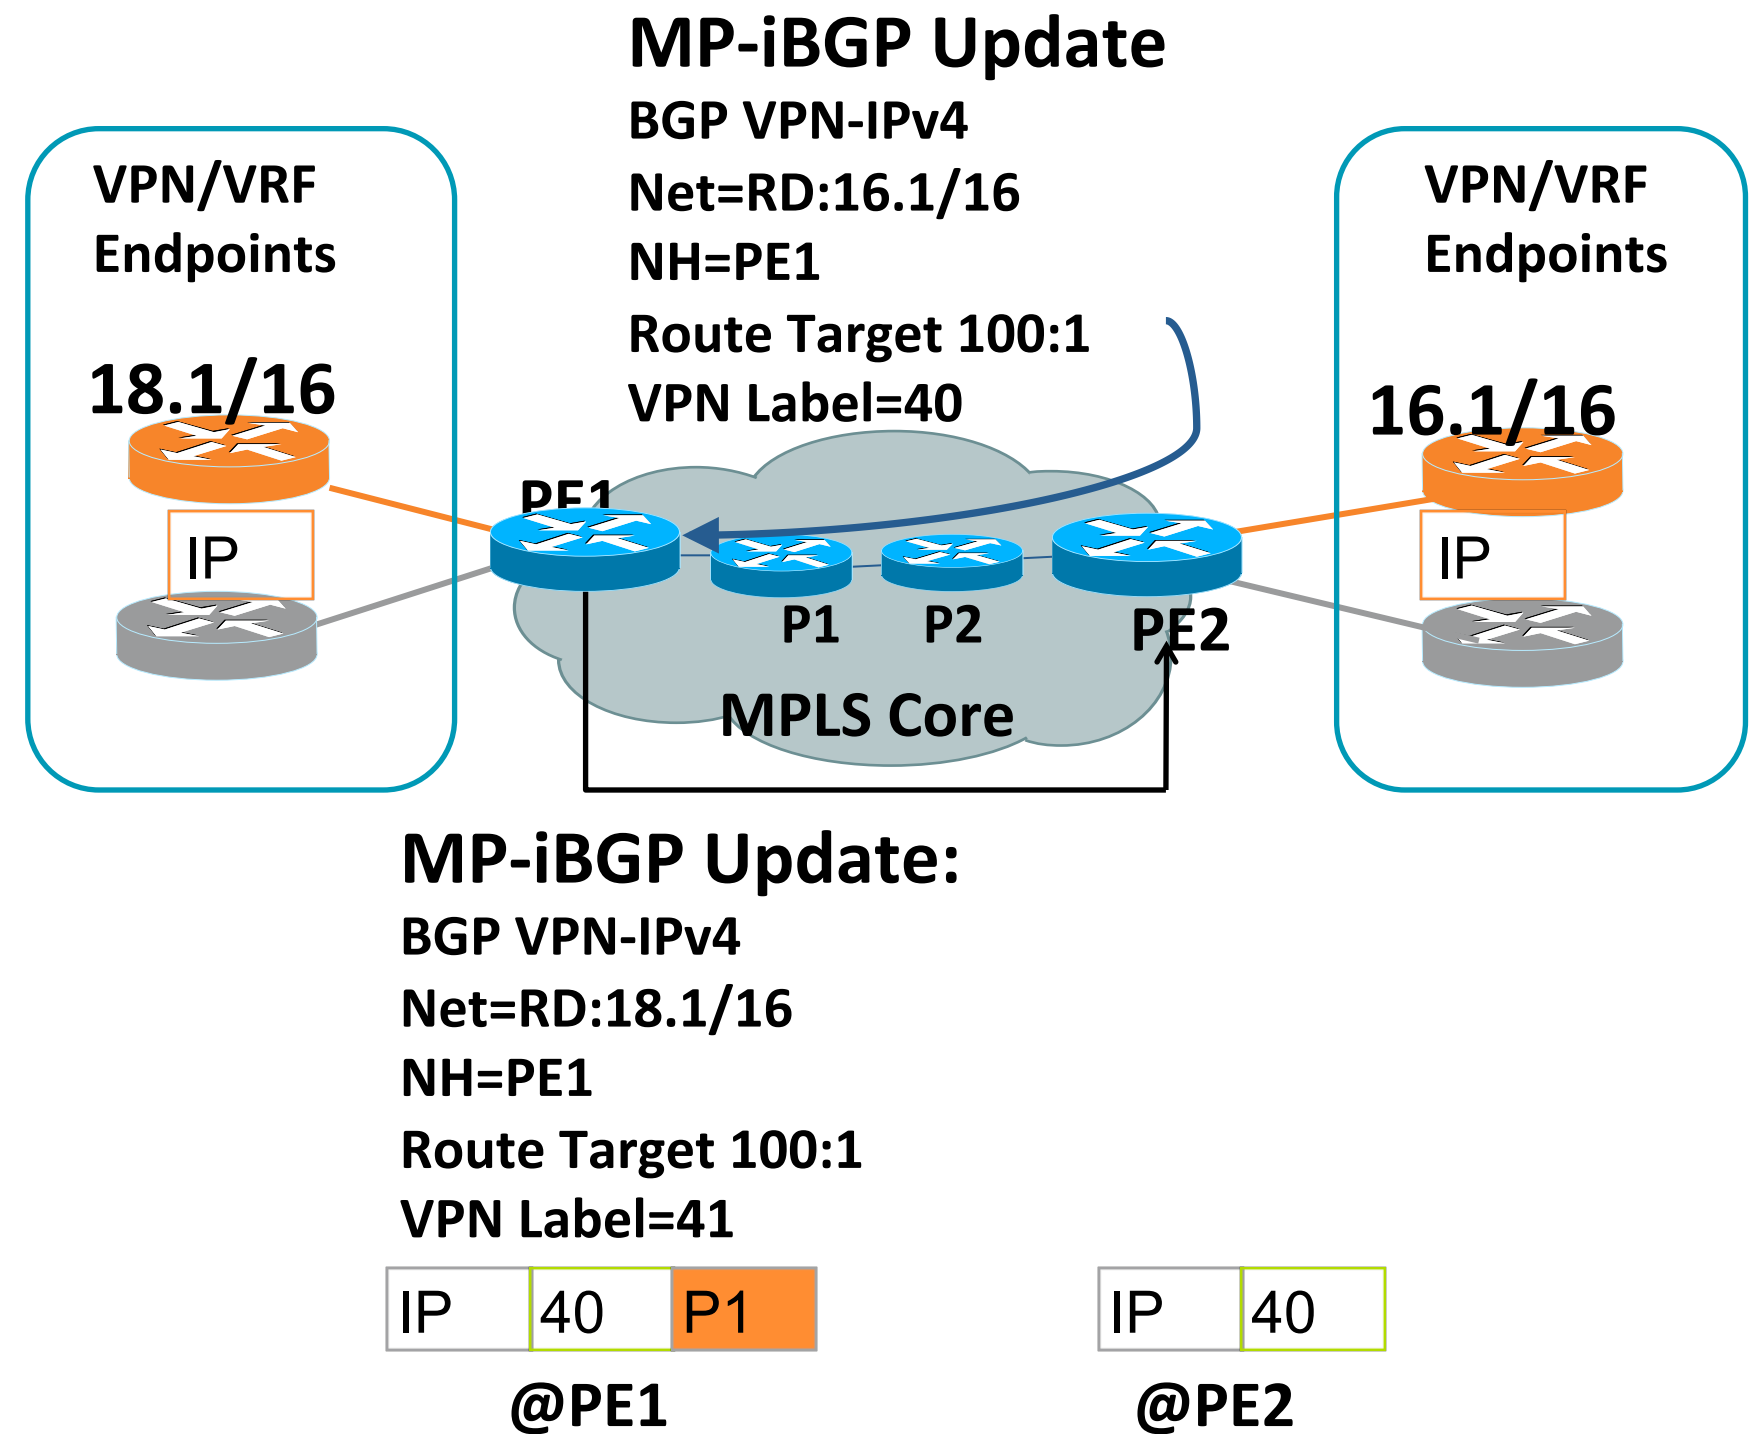 MP-iBGP Update
BGP VPN-IPv4
Net=RD:16.1/16
NH=PE1
Route Target 100:1
VPN Label=40
VPN/VRF
Endpoints
18.1/16
IP
VPN/VRF
Endpoints
16.1/16
IP
PE1
P1
P2
PE2
MPLS Core
MP-iBGP Update:
BGP VPN-IPv4
Net=RD:18.1/16
NH=PE1
Route Target 100:1
VPN Label=41
IP 40 P1
@PE1
IP 40
@PE2